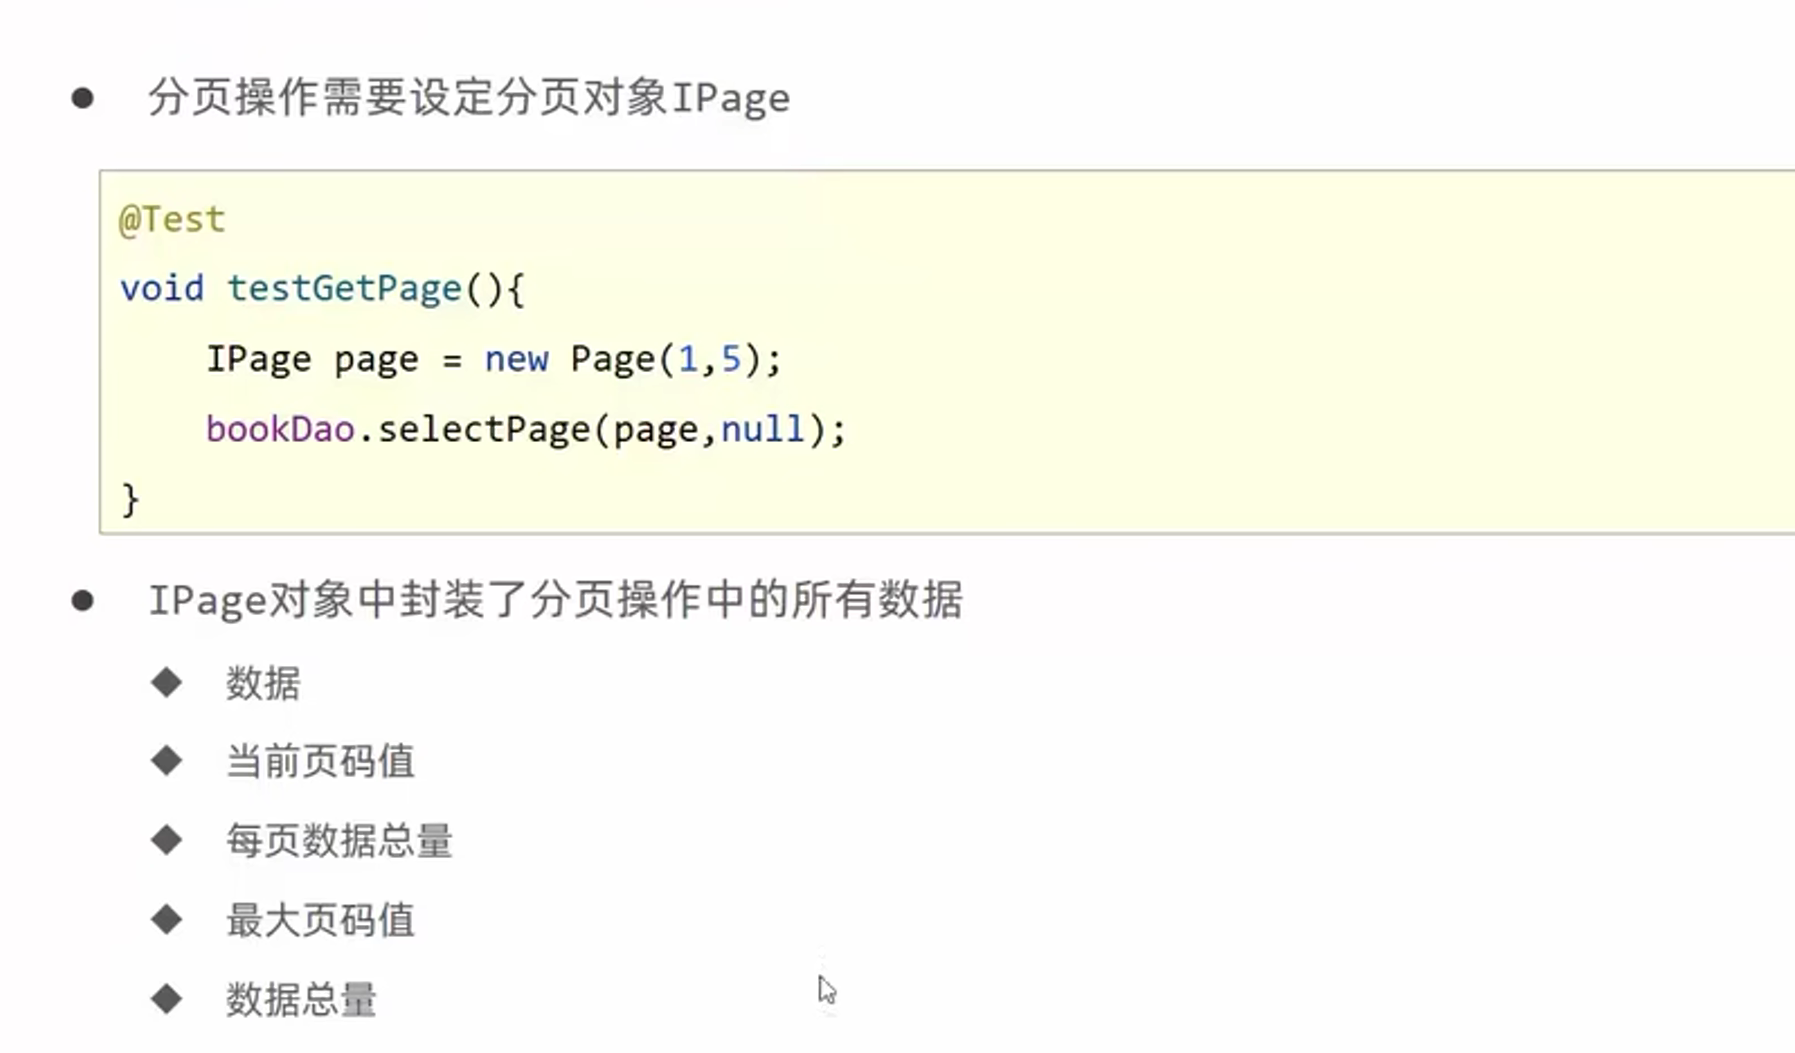 ● 分页操作需要设定分页对象IPage
@Test
void testGetPage(){
    IPage page = new Page(1,5);
    bookDao.selectPage(page,null);
}
● IPage对象中封装了分页操作中的所有数据
◆ 数据
◆ 当前页码值
◆ 每页数据总量
◆ 最大页码值
◆ 数据总量